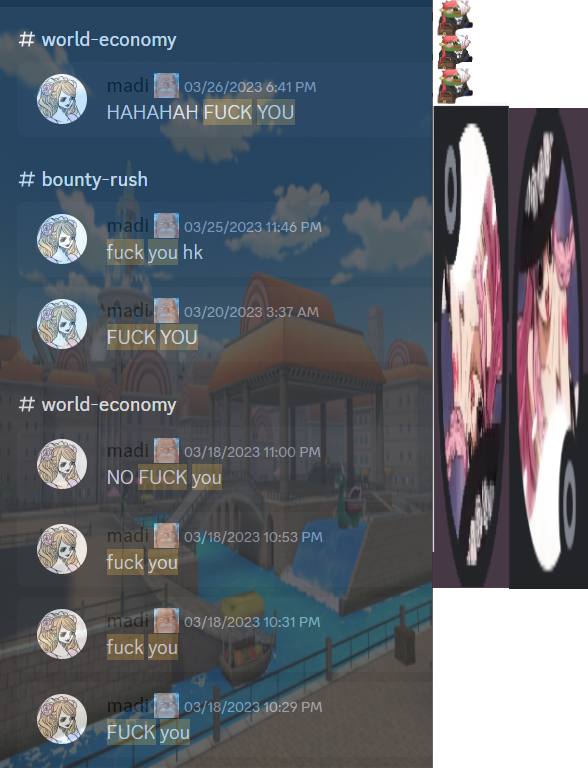 # world-economy
madi 03/26/2023 6:41 PM
HAHAHAH FUCK YOU
# bounty-rush
madi 03/25/2023 11:46 PM
fuck you hk
madi 03/20/2023 3:37 AM
FUCK YOU
# world-economy
madi 03/18/2023 11:00 PM
NO FUCK you
madi 03/18/2023 10:53 PM
fuck you
madi 03/18/2023 10:31 PM
fuck you
madi 03/18/2023 10:29 PM
FUCK you